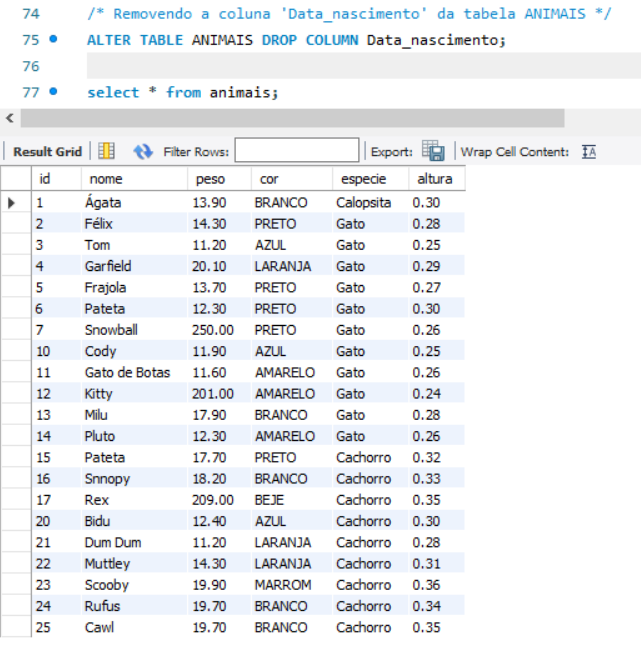 74 /* Removendo a coluna 'Data_nascimento' da tabela ANIMAIS */
75 ALTER TABLE ANIMAIS DROP COLUMN Data_nascimento;
76
77 select * from animais;
Result Grid Filter Rows: Export: Wrap Cell Content:
id nome peso cor especie altura
1 Ágata 13.90 BRANCO Calopsita 0.30
2 Félix 14.30 PRETO Gato 0.28
3 Tom 11.20 AZUL Gato 0.25
4 Garfield 20.10 LARANJA Gato 0.29
5 Frajola 13.70 PRETO Gato 0.27
6 Pateta 12.30 PRETO Gato 0.30
7 Snowball 250.00 PRETO Gato 0.26
10 Cody 11.90 AZUL Gato 0.25
11 Gato de Botas 11.60 AMARELO Gato 0.26
12 Kitty 201.00 AMARELO Gato 0.24
13 Milu 17.90 BRANCO Gato 0.28
14 Pluto 12.30 AMARELO Gato 0.26
15 Pateta 17.70 PRETO Cachorro 0.32
16 Snnopy 18.20 BRANCO Cachorro 0.33
17 Rex 209.00 BEJE Cachorro 0.35
20 Bidu 12.40 AZUL Cachorro 0.30
21 Dum Dum 11.20 LARANJA Cachorro 0.28
22 Muttley 14.30 LARANJA Cachorro 0.31
23 Scooby 19.90 MARROM Cachorro 0.36
24 Rufus 19.70 BRANCO Cachorro 0.34
25 Cawl 19.70 BRANCO Cachorro 0.35